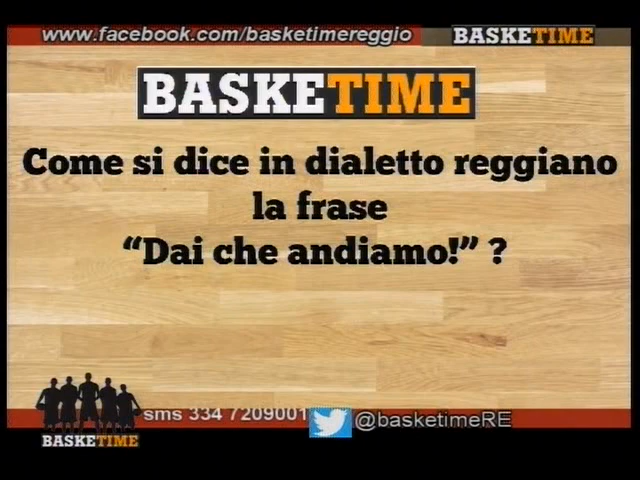 www.facebook.com/basketimereggio
BASKETIME
BASKETIME
Come si dice in dialetto reggiano
la frase
“Dai che andiamo!” ?
sms 334 7209001
@basketimeRE
BASKETIME